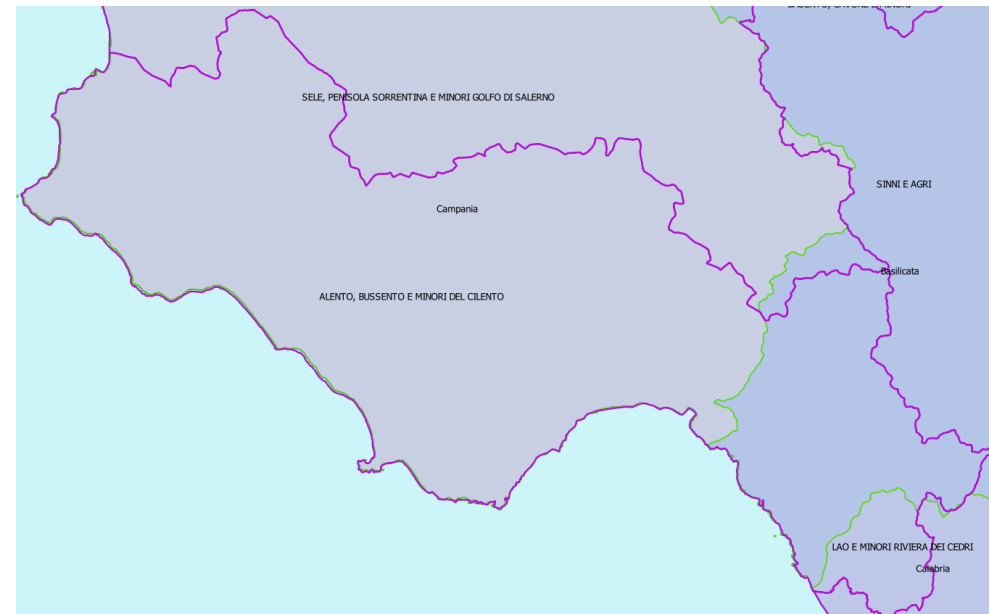 SELE, PENISOLA SORRENTINA E MINORI GOLFO DI SALERNO
SINNI E AGRI
Campania
Basilicata
ALENTO, BUSSENTO E MINORI DEL CILENTO
LAO E MINORI RIVIERA DEI CEDRI
Calabria